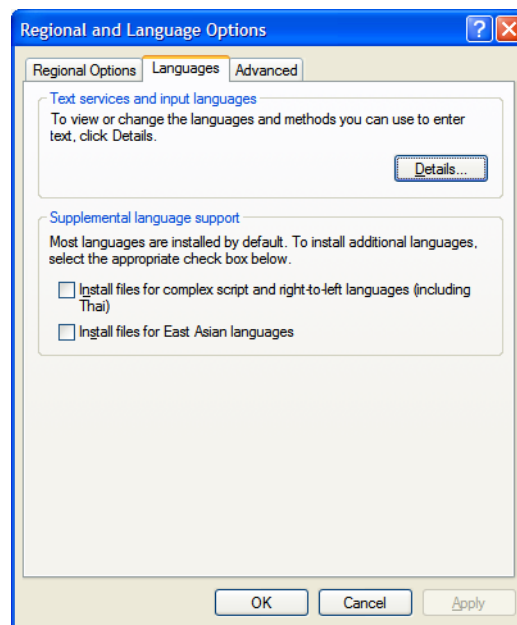 Regional and Language Options
Regional Options
Languages
Advanced
Text services and input languages
To view or change the languages and methods you can use to enter
text, click Details.
Details...
Supplemental language support
Most languages are installed by default. To install additional languages,
select the appropriate check box below.
Install files for complex script and right-to-left languages (including
Thai)
Install files for East Asian languages
OK
Cancel
Apply